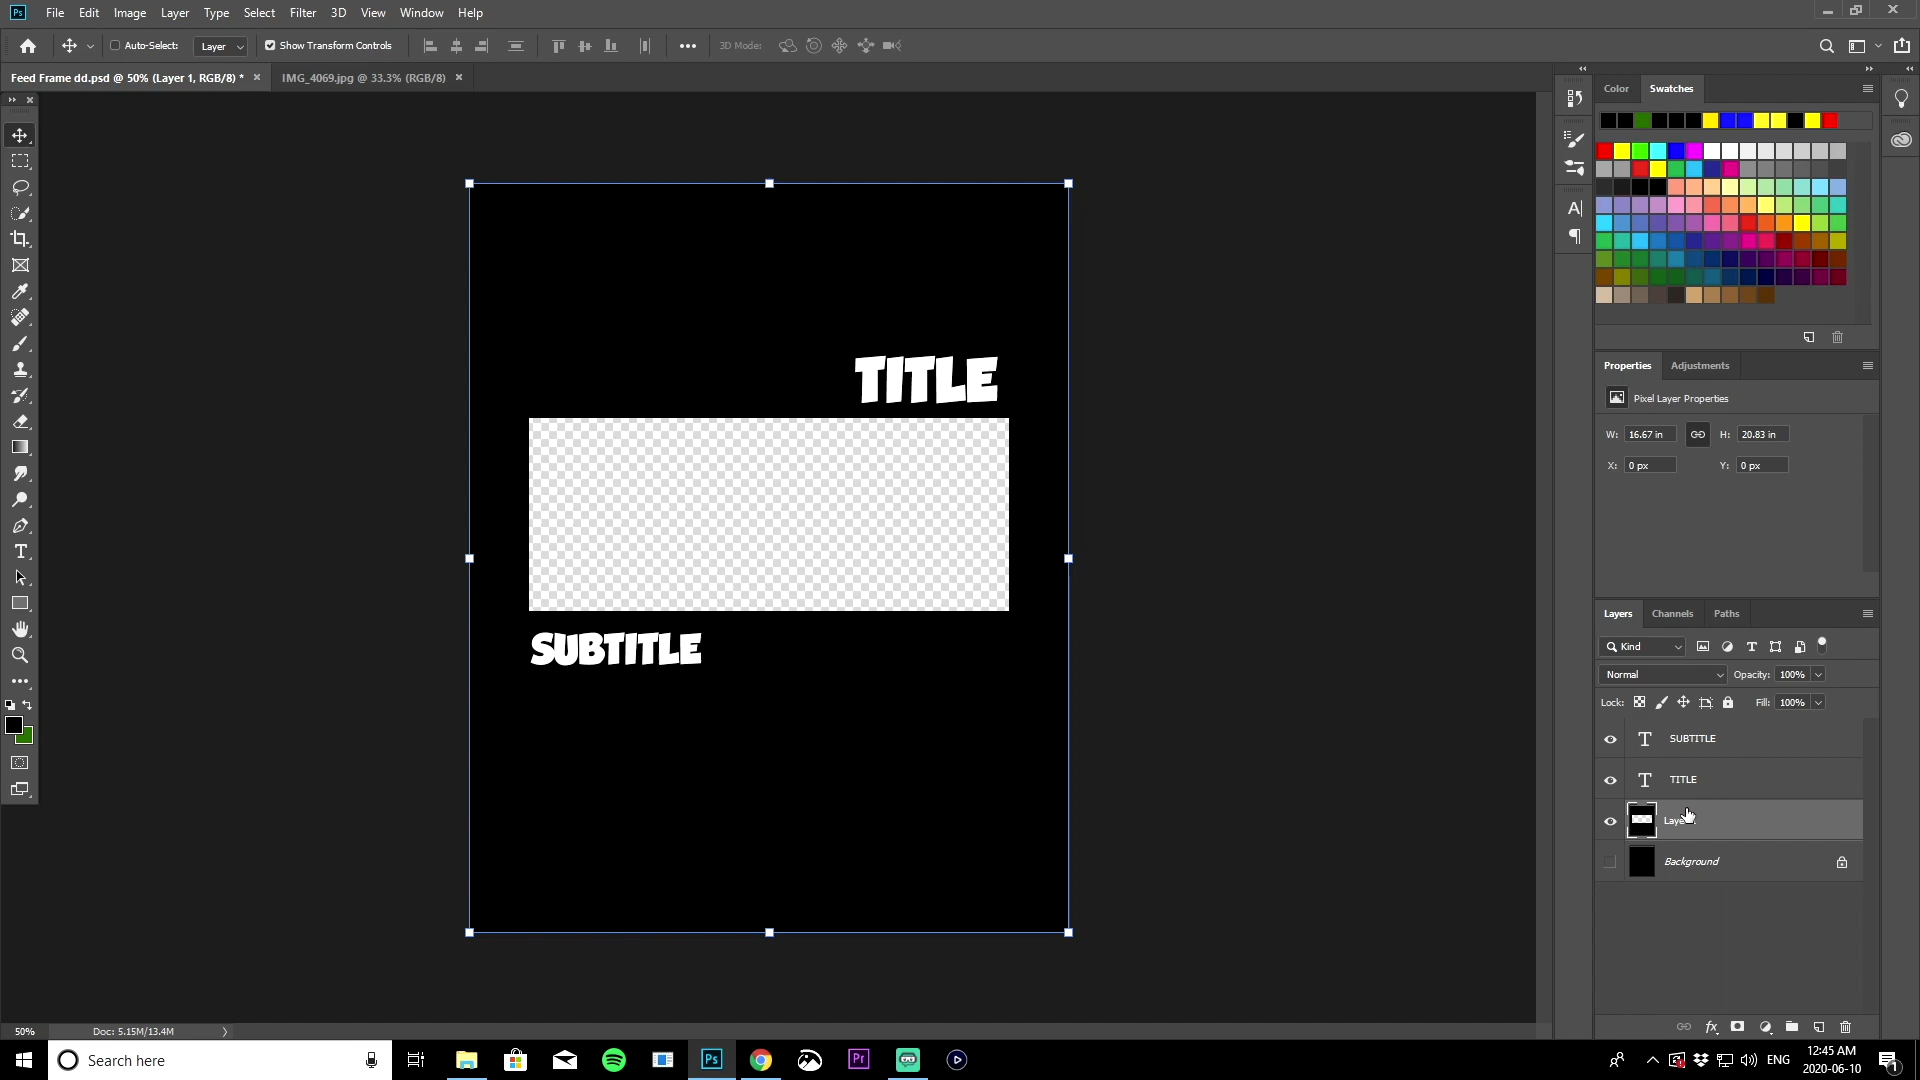 Ps File Edit Image Layer Type Select Filter 3D View Window Help
Auto-Select: Layer Show Transform Controls 3D Mode:
Feed Frame dd.psd @ 50% (Layer 1, RGB/8) * × IMG_4069.jpg @ 33.3% (RGB/8) ×
Color Swatches
TITLE
SUBTITLE
Properties Adjustments
Pixel Layer Properties
W: 16.67 in H: 20.83 in
X: 0 px Y: 0 px
Layers Channels Paths
Kind
Normal Opacity: 100%
Lock: Fill: 100%
SUBTITLE
TITLE
Background
50% Doc: 5.15M/13.4M
Search here
Ps Pr ENG
12:45 AM
2020-06-10
1